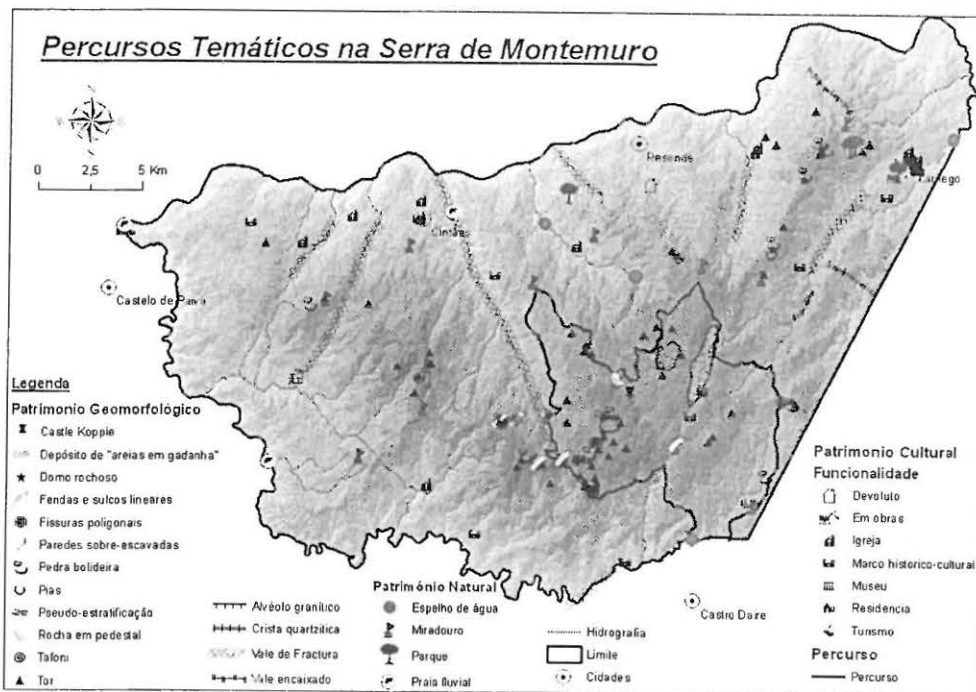 Percursos Temáticos na Serra de Montemuro
0 2,5 5 Km
Resende
Lamego
Cinfães
Castelo de Paiva
Castro Daire
Legenda
Patrimonio Geomorfológico
Castle Koppie
Depósito de "areias em gadanha"
Domo rochoso
Fendas e sulcos lineares
Fissuras poligonais
Paredes sobre-escavadas
Pedra bolideira
Pias
Pseudo-estratificação
Rocha em pedestal
Tafoni
Tor
Alvéolo granítico
Crista quartzítica
Vale de Fractura
Vale encaixado
Património Natural
Espelho de água
Miradouro
Parque
Praia fluvial
Hidrografia
Limite
Cidades
Patrimonio Cultural
Funcionalidade
Devoluto
Em obras
Igreja
Marco historico-cultural
Museu
Residencia
Turismo
Percurso
Percurso